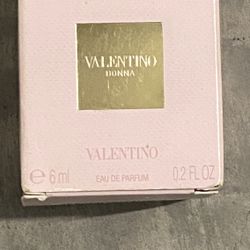 VALENTINO
DONNA
VALENTINO
℮ 6 ml EAU DE PARFUM 0.2 FL OZ